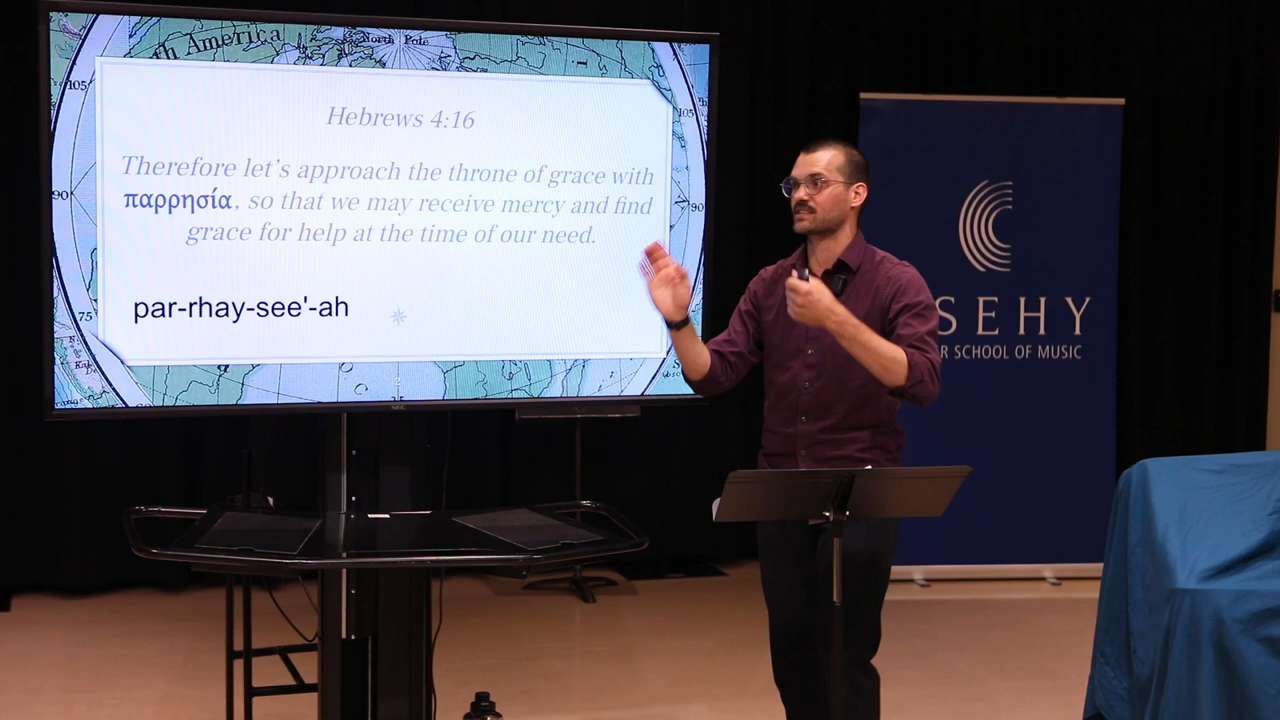 th America
North Pole
105
105
Hebrews 4:16
Therefore let's approach the throne of grace with
παρρησία, so that we may receive mercy and find
grace for help at the time of our need.
90
90
par-rhay-see'-ah
75
NEC
SEHY
R SCHOOL OF MUSIC